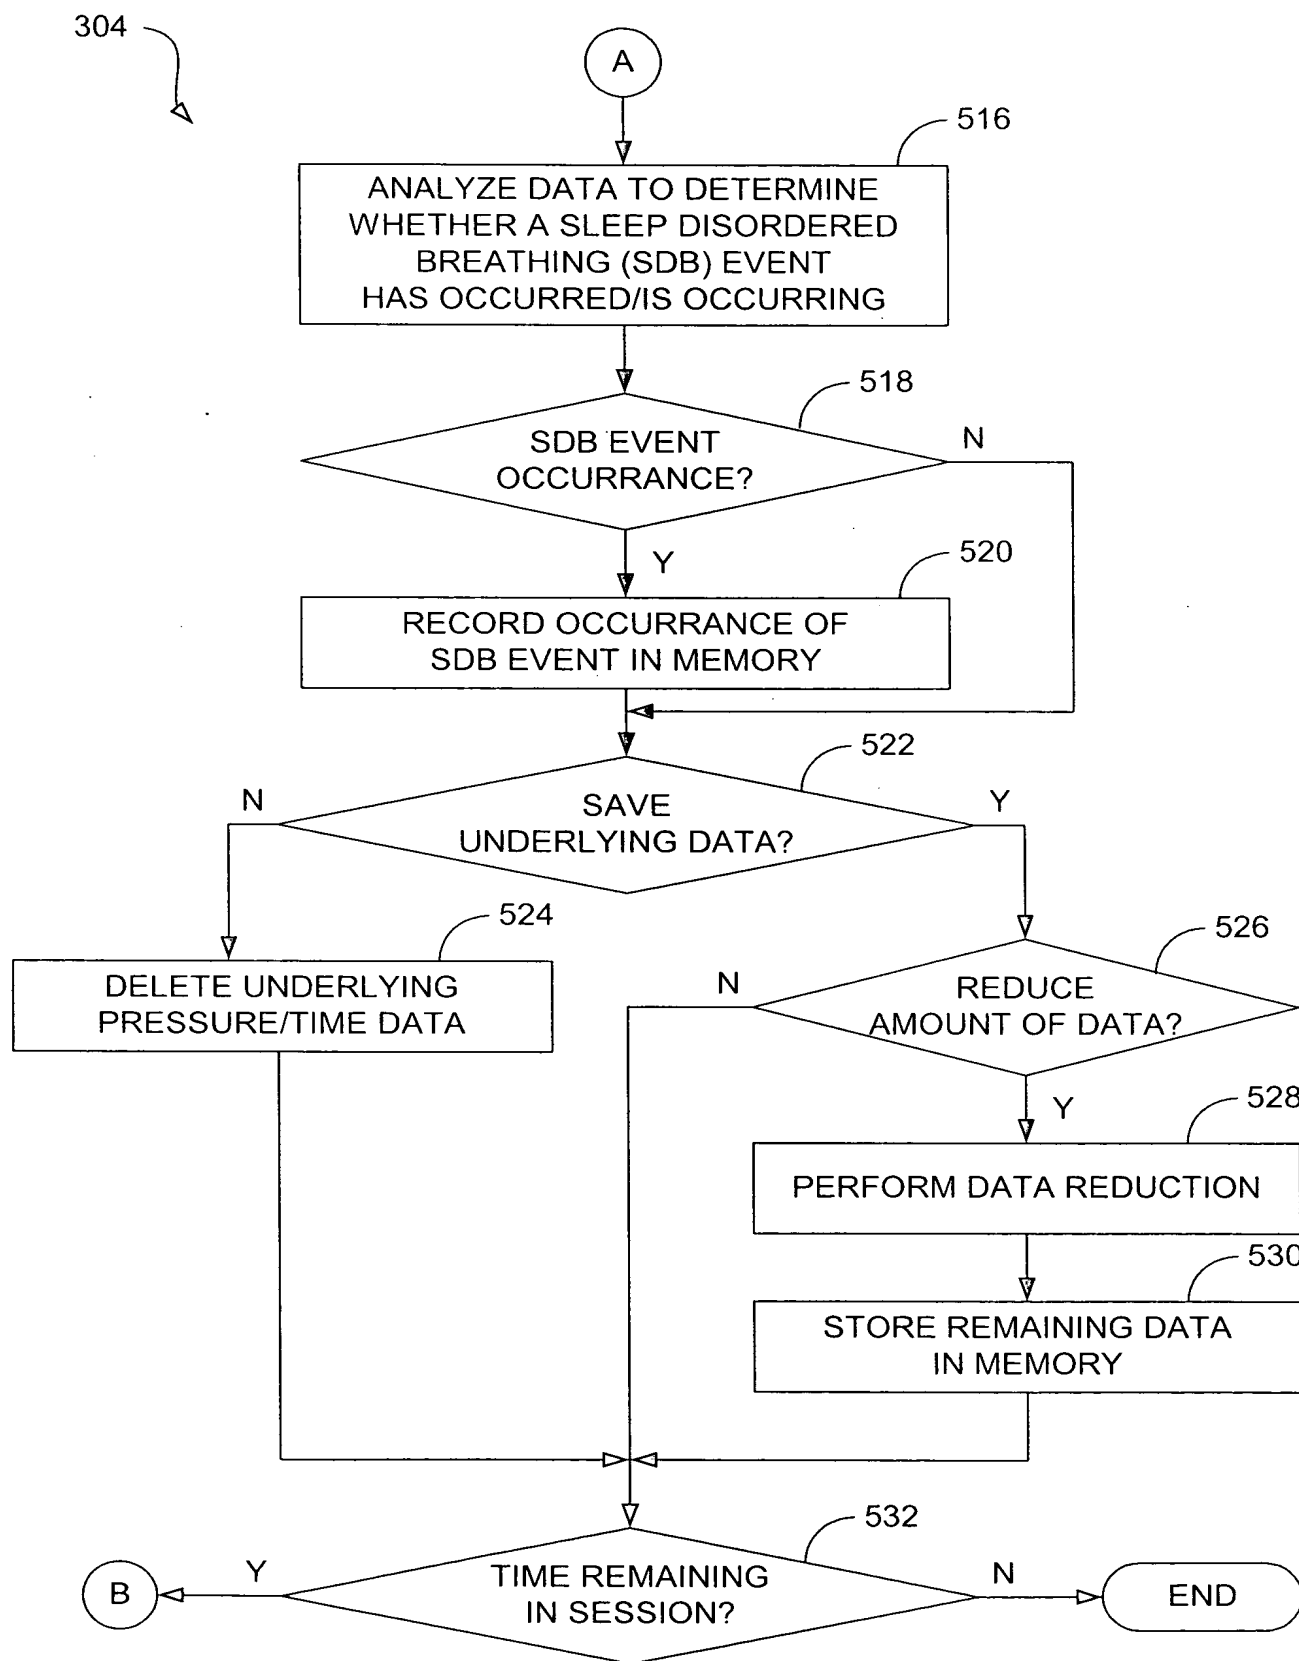 304
A
516
ANALYZE DATA TO DETERMINE
WHETHER A SLEEP DISORDERED
BREATHING (SDB) EVENT
HAS OCCURRED/IS OCCURRING
518
SDB EVENT
OCCURRANCE?
N
Y
520
RECORD OCCURRANCE OF
SDB EVENT IN MEMORY
522
N
SAVE
UNDERLYING DATA?
Y
524
DELETE UNDERLYING
PRESSURE/TIME DATA
526
N
REDUCE
AMOUNT OF DATA?
Y
528
PERFORM DATA REDUCTION
530
STORE REMAINING DATA
IN MEMORY
532
B
Y
TIME REMAINING
IN SESSION?
N
END